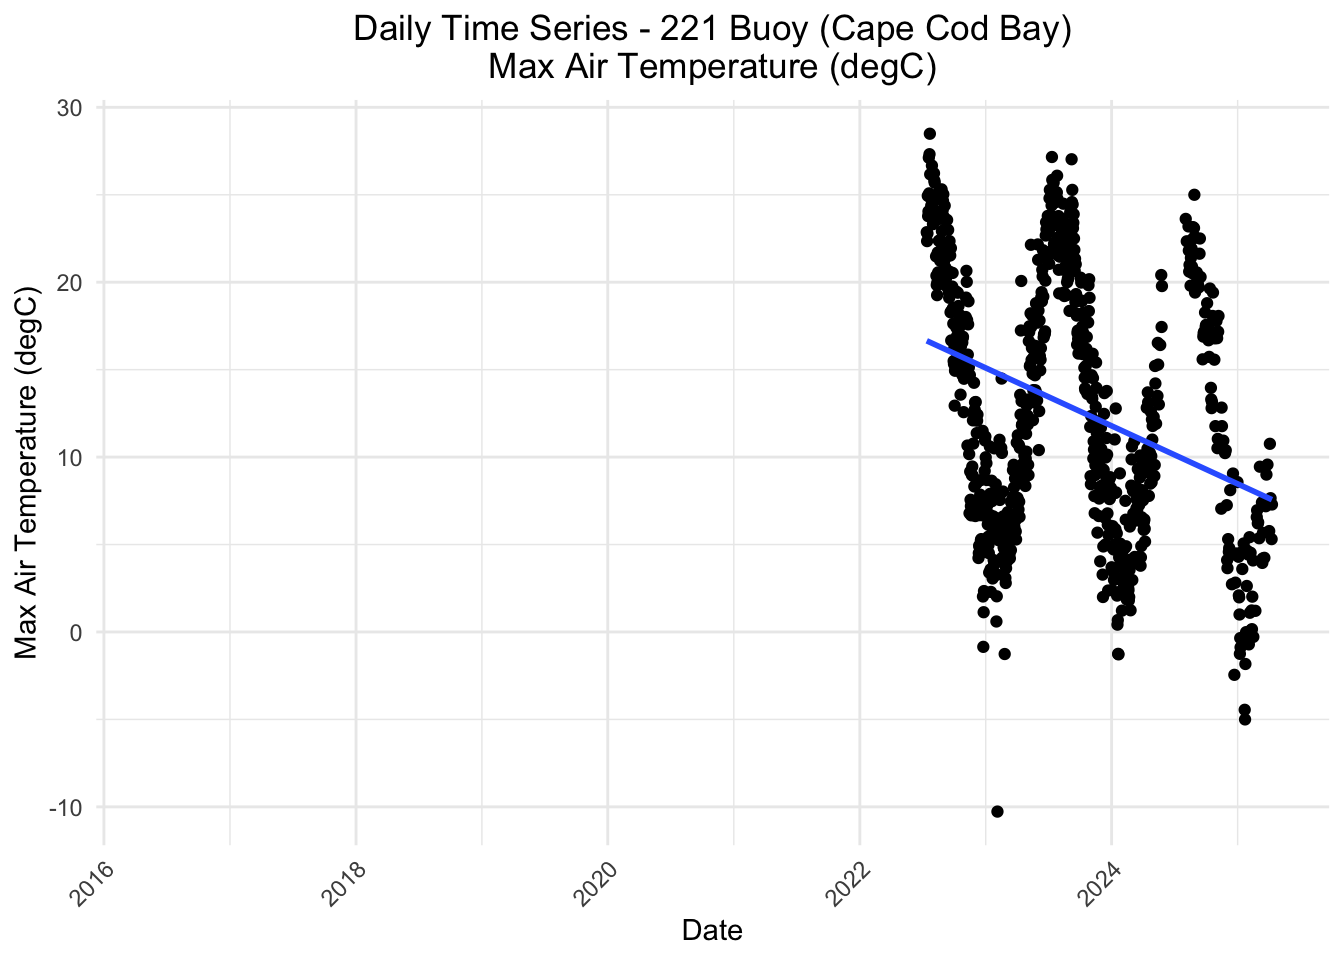 Daily Time Series - 221 Buoy (Cape Cod Bay)
Max Air Temperature (degC)
Max Air Temperature (degC)
30
20
10
0
-10
2016
2018
2020
2022
2024
Date